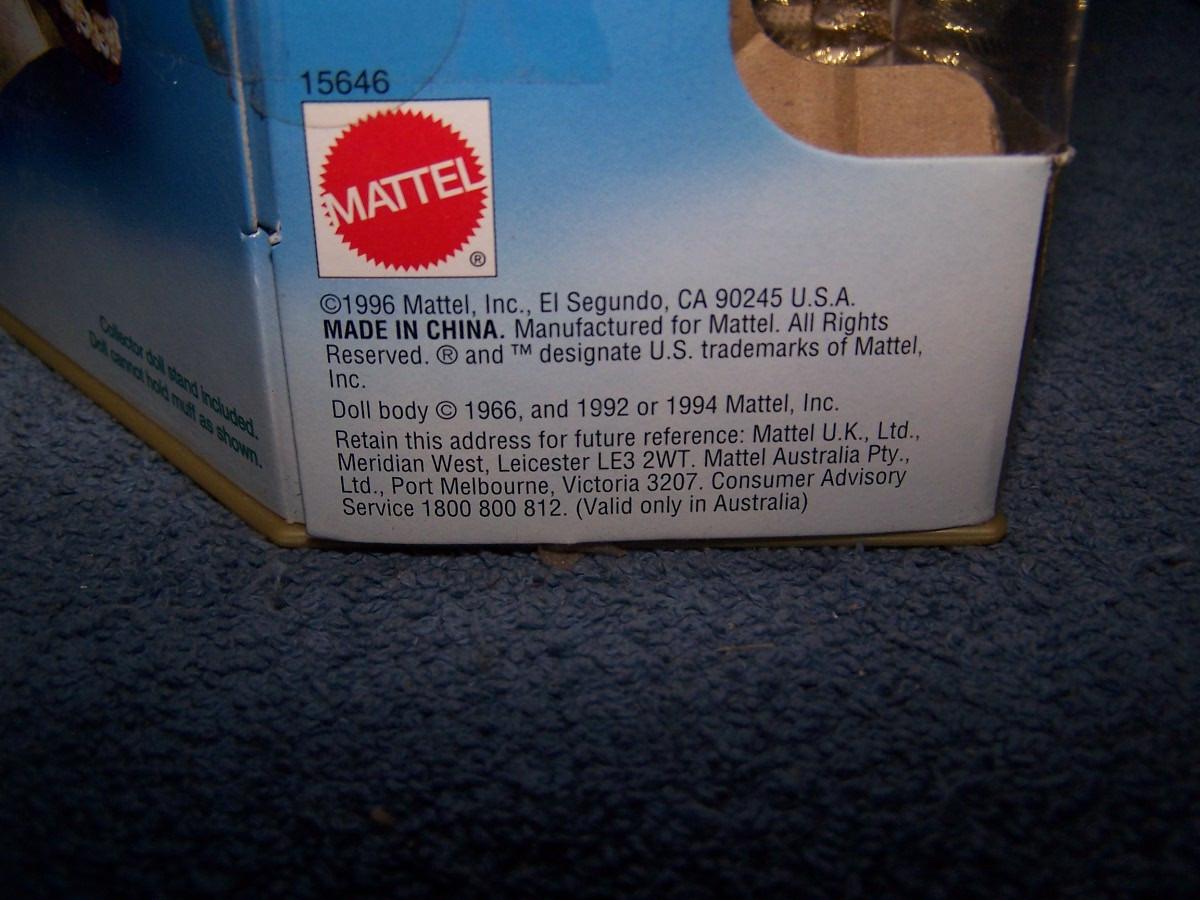 15646
MATTEL
®
©1996 Mattel, Inc., El Segundo, CA 90245 U.S.A.
MADE IN CHINA. Manufactured for Mattel. All Rights
Reserved. ® and ™ designate U.S. trademarks of Mattel,
Inc.
Doll body © 1966, and 1992 or 1994 Mattel, Inc.
Retain this address for future reference: Mattel U.K., Ltd.,
Meridian West, Leicester LE3 2WT. Mattel Australia Pty.,
Ltd., Port Melbourne, Victoria 3207. Consumer Advisory
Service 1800 800 812. (Valid only in Australia)
Collector doll stand included.
Doll cannot hold muff as shown.